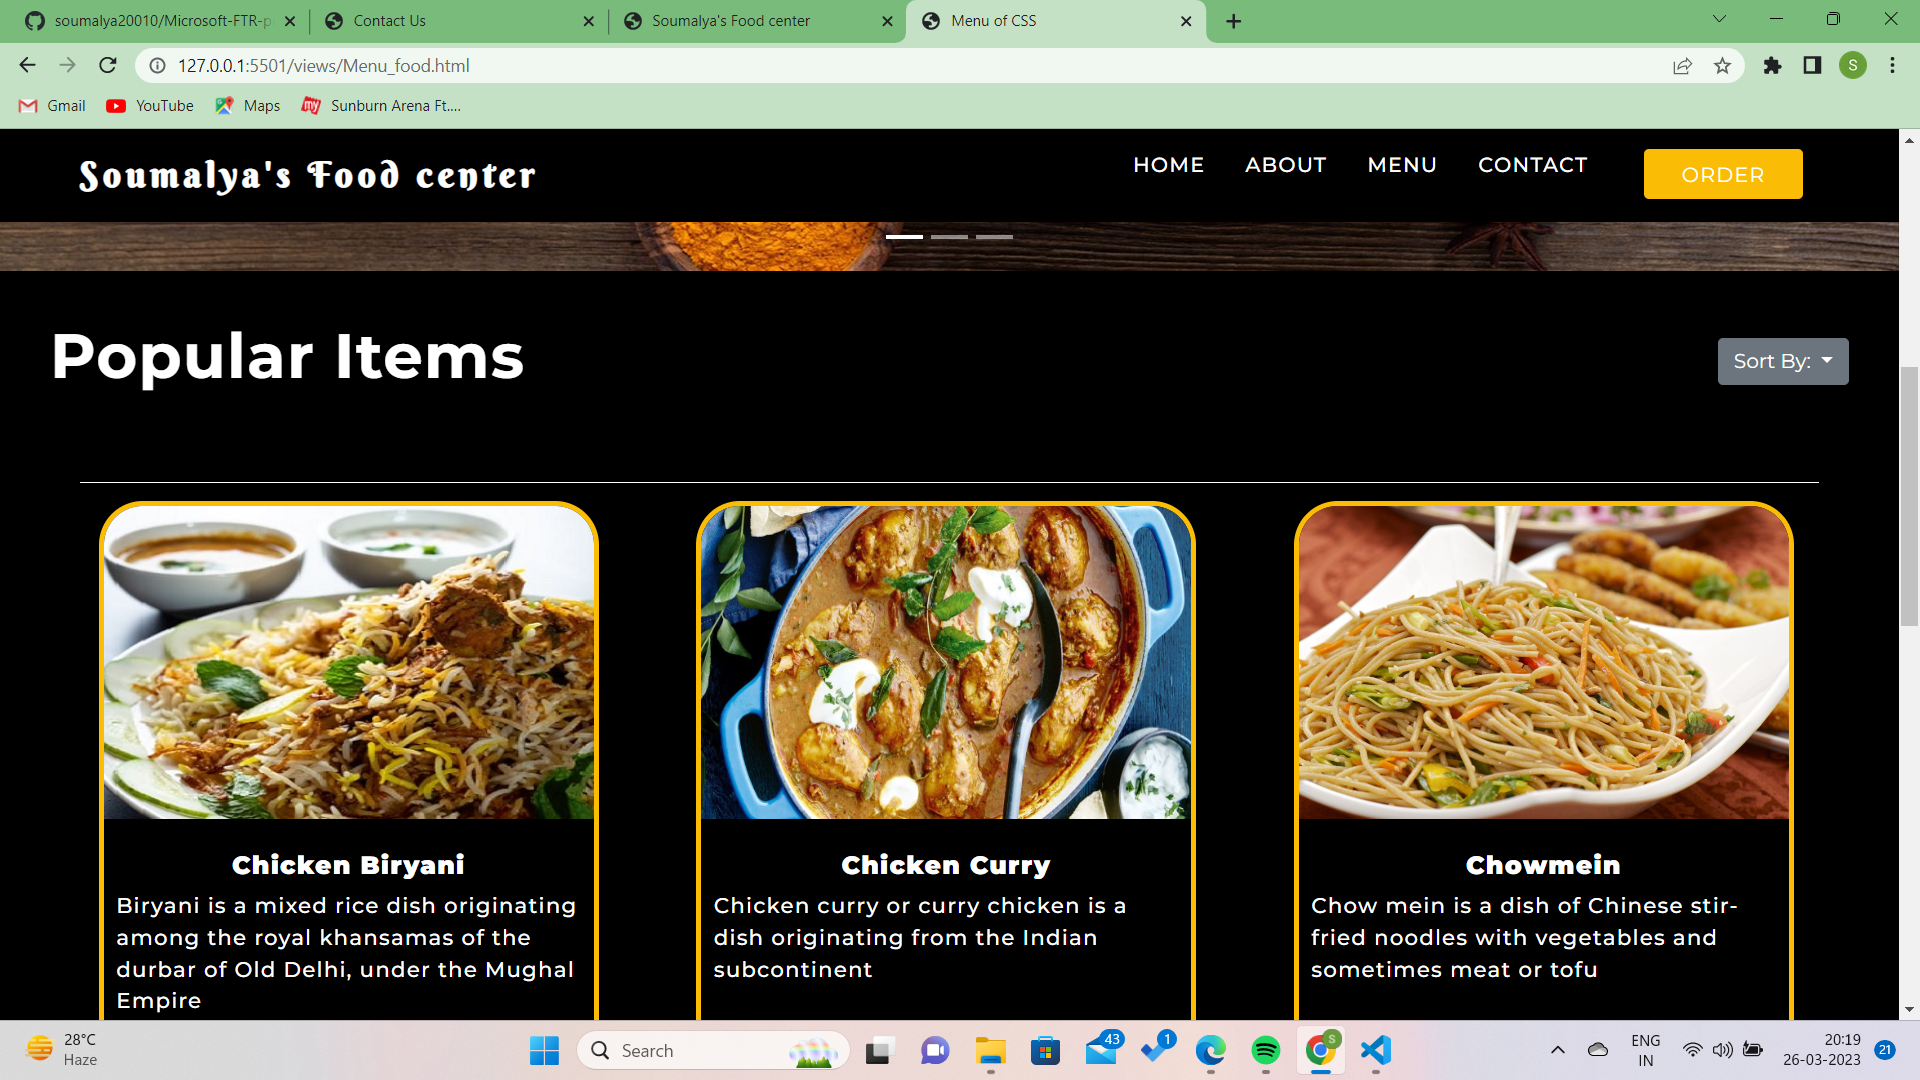 soumalya20010/Microsoft-FTR-p
Contact Us
Soumalya's Food center
Menu of CSS
127.0.0.1:5501/views/Menu_food.html
S
Gmail
YouTube
Maps
my
Sunburn Arena Ft....
Soumalya's Food center
HOME
ABOUT
MENU
CONTACT
ORDER
Popular Items
Sort By:
Chicken Biryani
Biryani is a mixed rice dish originating
among the royal khansamas of the
durbar of Old Delhi, under the Mughal
Empire
Chicken Curry
Chicken curry or curry chicken is a
dish originating from the Indian
subcontinent
Chowmein
Chow mein is a dish of Chinese stir-
fried noodles with vegetables and
sometimes meat or tofu
28°C
Haze
Search
43
1
S
ENG
IN
20:19
26-03-2023
21